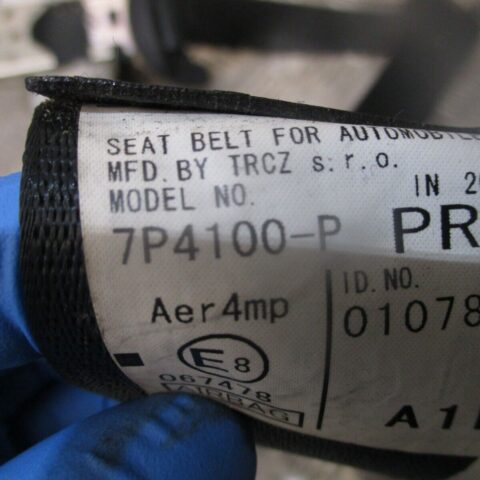 SEAT BELT FOR AUTOMOBILE
MFD. BY TRCZ s.r.o.
MODEL NO. IN 2
7P4100-P PR
Aer4mp ID. NO.
01078
E8
067478
AIRBAG A1